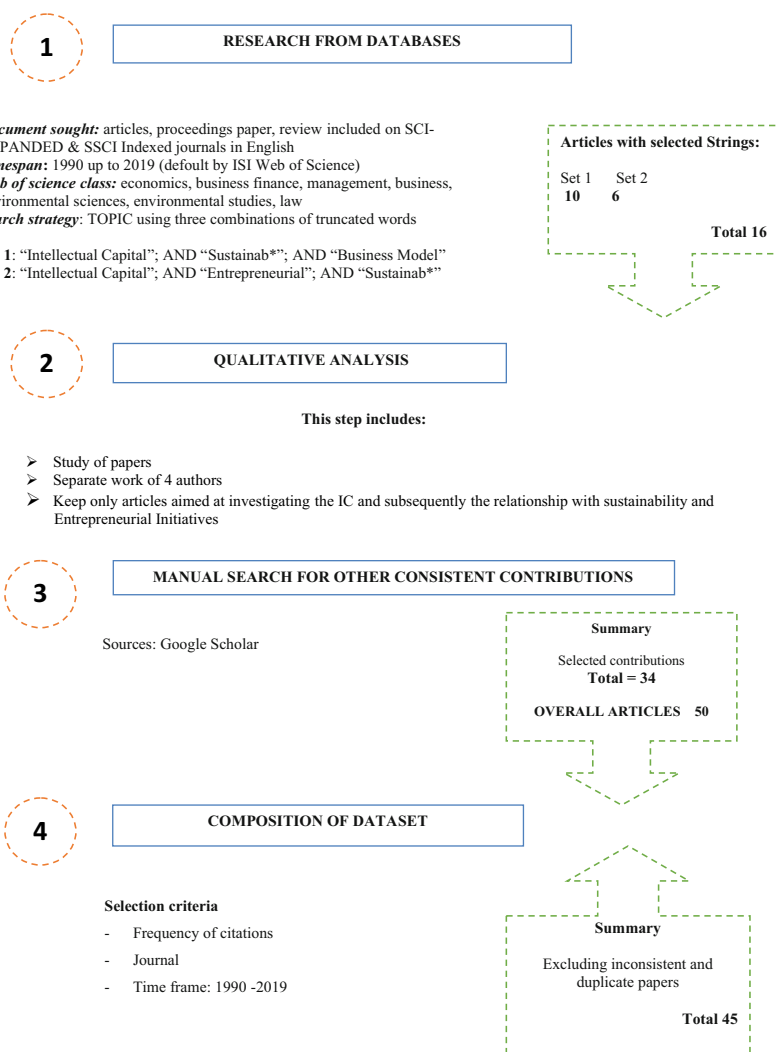 1
RESEARCH FROM DATABASES
cument sought: articles, proceedings paper, review included on SCI-
PANDED & SSCI Indexed journals in English
nespan: 1990 up to 2019 (defoult by ISI Web of Science)
b of science class: economics, business finance, management, business,
vironmental sciences, environmental studies, law
arch strategy: TOPIC using three combinations of truncated words
1: “Intellectual Capital”; AND “Sustainab*”; AND “Business Model”
2: “Intellectual Capital”; AND “Entrepreneurial”; AND “Sustainab*”
Articles with selected Strings:
Set 1 Set 2
10 6
Total 16
2
QUALITATIVE ANALYSIS
This step includes:
➢ Study of papers
➢ Separate work of 4 authors
➢ Keep only articles aimed at investigating the IC and subsequently the relationship with sustainability and
Entrepreneurial Initiatives
3
MANUAL SEARCH FOR OTHER CONSISTENT CONTRIBUTIONS
Sources: Google Scholar
Summary
Selected contributions
Total = 34
OVERALL ARTICLES 50
4
COMPOSITION OF DATASET
Selection criteria
- Frequency of citations
- Journal
- Time frame: 1990 -2019
Summary
Excluding inconsistent and
duplicate papers
Total 45